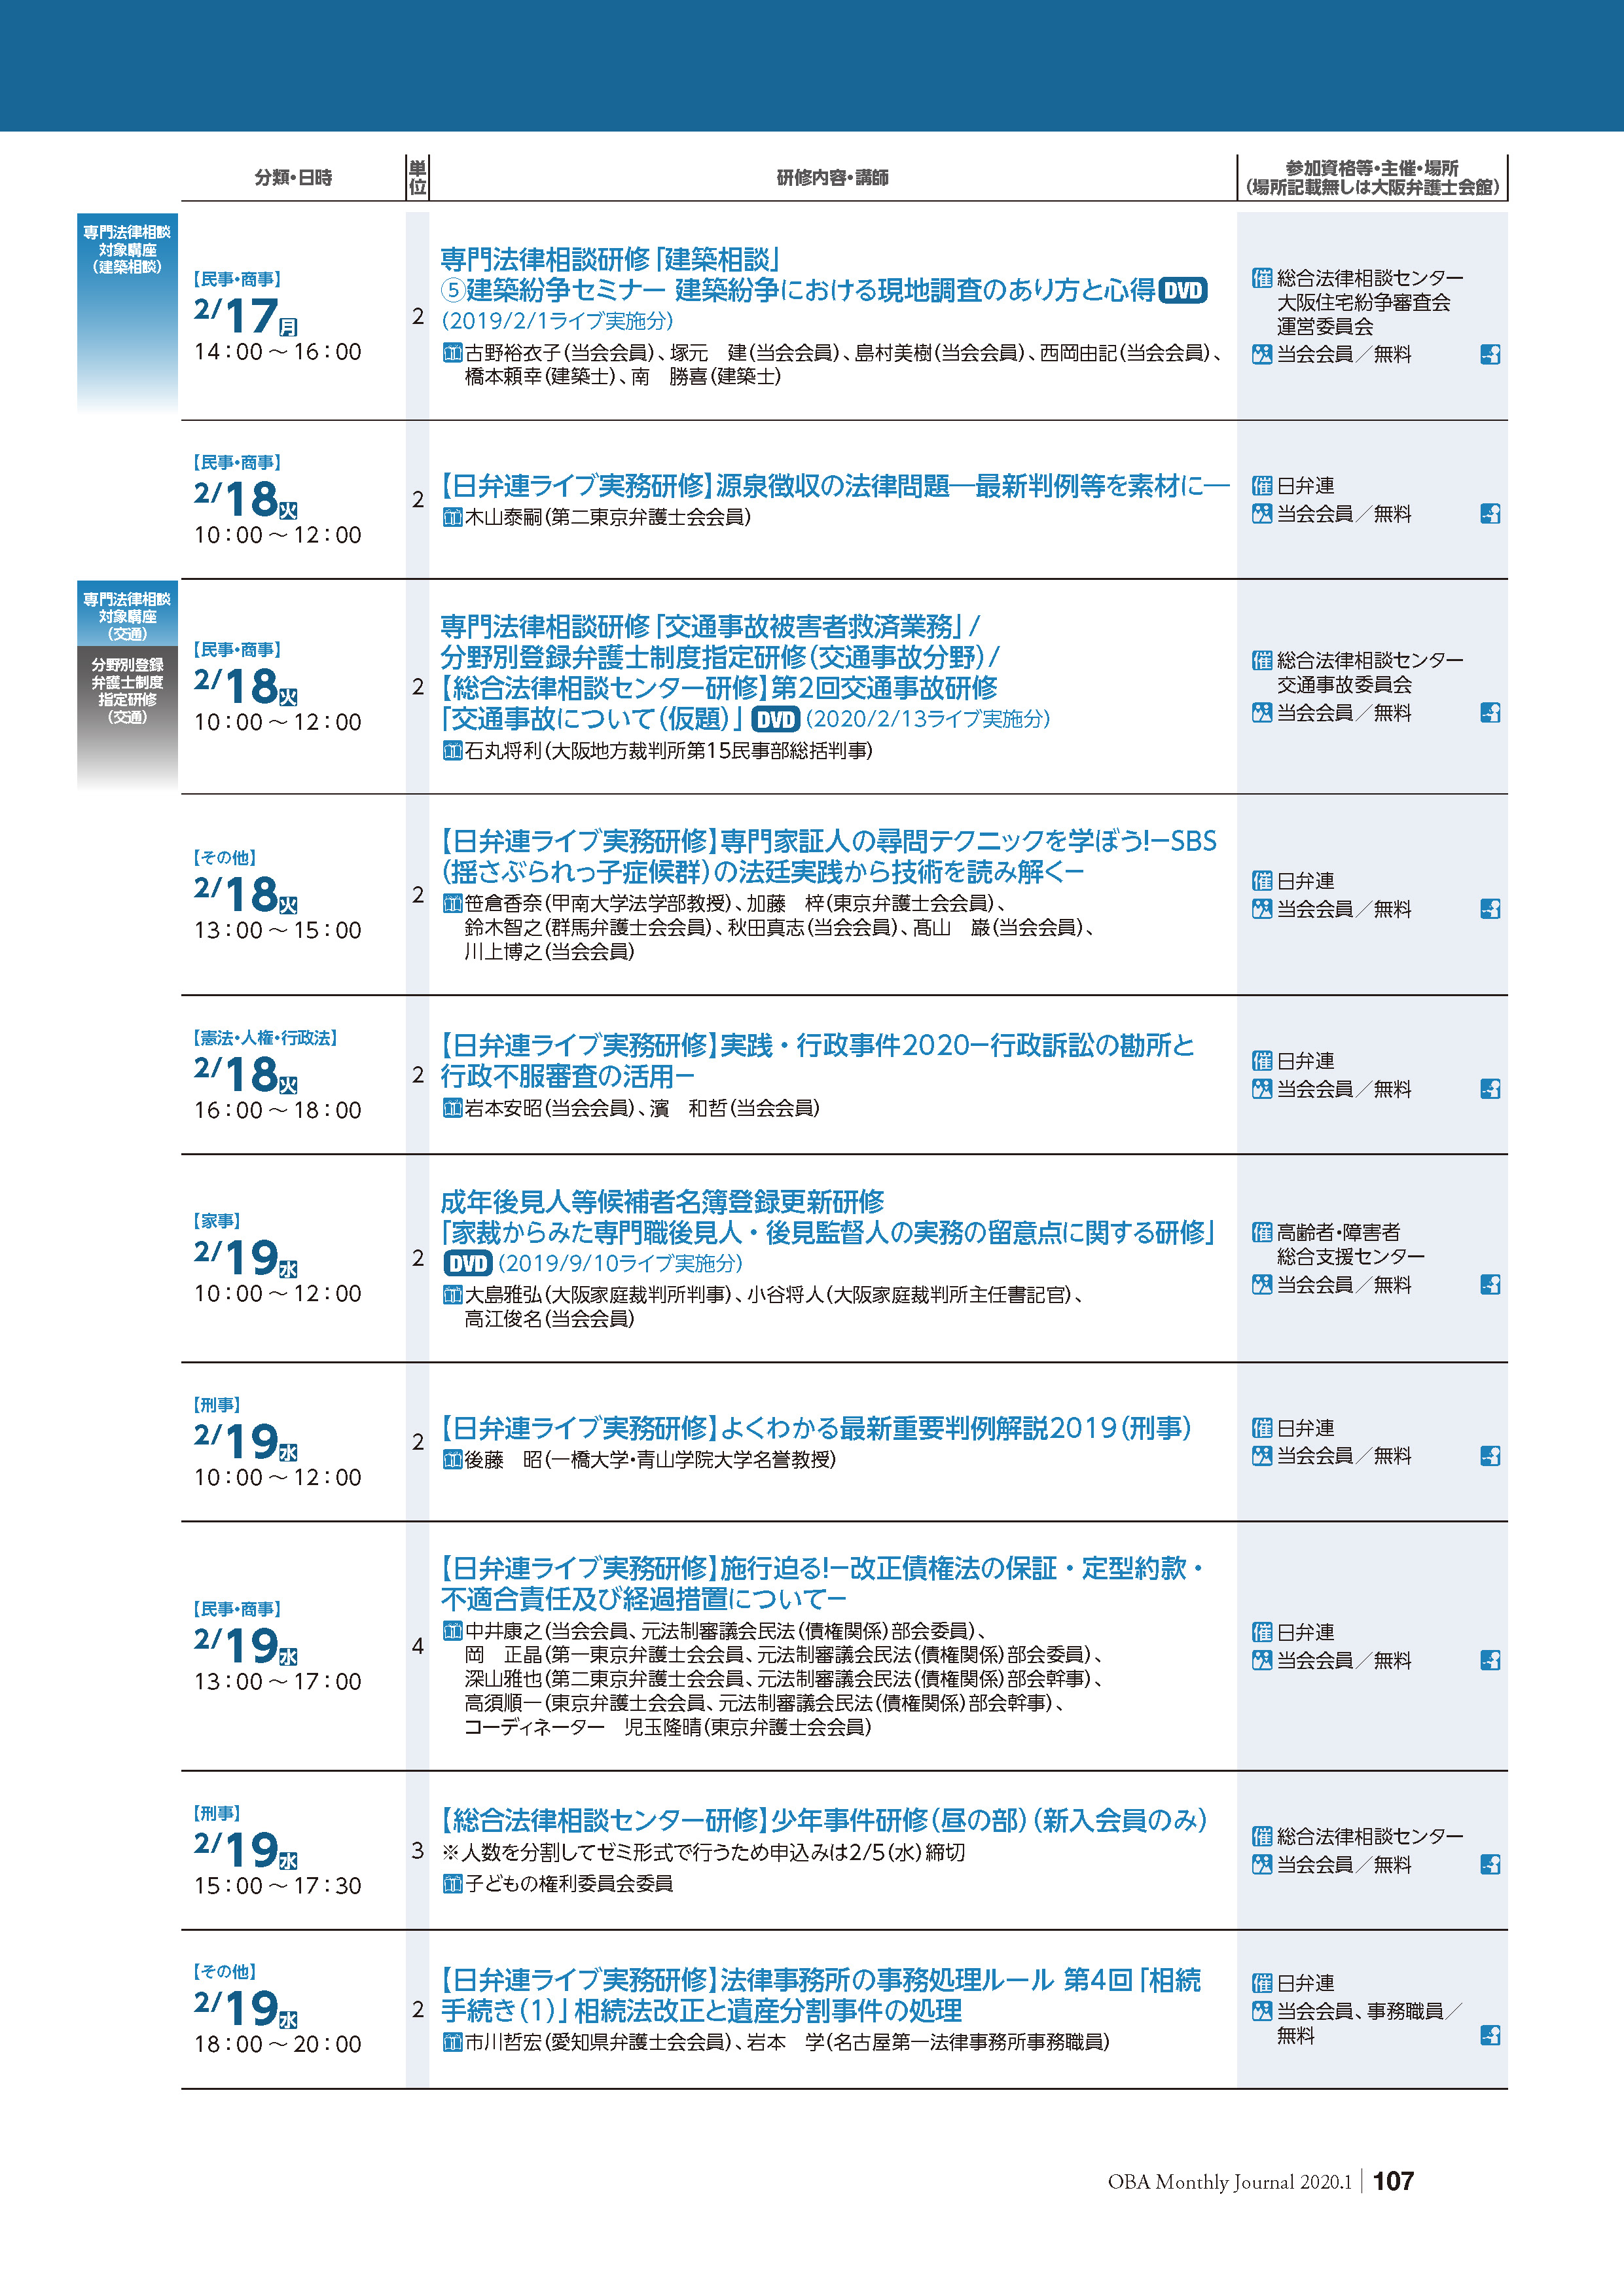 分類・日時
単位
研修内容・講師
参加資格等・主催・場所
(場所記載無しは大阪弁護士会館)
専門法律相談
対象講座
(建築相談)
【民事・商事】
2/17月
14：00 ～ 16：00
2
専門法律相談研修「建築相談」
⑤建築紛争セミナー 建築紛争における現地調査のあり方と心得 DVD
(2019/2/1ライブ実施分)
古野裕衣子(当会会員)、塚元　建(当会会員)、島村美樹(当会会員)、西岡由記(当会会員)、
橋本頼幸(建築士)、南　勝喜(建築士)
催 総合法律相談センター
大阪住宅紛争審査会
運営委員会
当会会員／無料
【民事・商事】
2/18火
10：00 ～ 12：00
2
【日弁連ライブ実務研修】源泉徴収の法律問題―最新判例等を素材に―
木山泰嗣(第二東京弁護士会会員)
催 日弁連
当会会員／無料
専門法律相談
対象講座
(交通)
分野別登録
弁護士制度
指定研修
(交通)
【民事・商事】
2/18火
10：00 ～ 12：00
2
専門法律相談研修「交通事故被害者救済業務」/
分野別登録弁護士制度指定研修(交通事故分野)/
【総合法律相談センター研修】第2回交通事故研修
「交通事故について(仮題)」 DVD (2020/2/13ライブ実施分)
石丸将利(大阪地方裁判所第15民事部総括判事)
催 総合法律相談センター
交通事故委員会
当会会員／無料
【その他】
2/18火
13：00 ～ 15：00
2
【日弁連ライブ実務研修】専門家証人の尋問テクニックを学ぼう!－SBS
(揺さぶられっ子症候群)の法廷実践から技術を読み解く－
笹倉香奈(甲南大学法学部教授)、加藤　梓(東京弁護士会会員)、
鈴木智之(群馬弁護士会会員)、秋田真志(当会会員)、髙山　巌(当会会員)、
川上博之(当会会員)
催 日弁連
当会会員／無料
【憲法・人権・行政法】
2/18火
16：00 ～ 18：00
2
【日弁連ライブ実務研修】実践・行政事件2020－行政訴訟の勘所と
行政不服審査の活用－
岩本安昭(当会会員)、濱　和哲(当会会員)
催 日弁連
当会会員／無料
【家事】
2/19水
10：00 ～ 12：00
2
成年後見人等候補者名簿登録更新研修
「家裁からみた専門職後見人・後見監督人の実務の留意点に関する研修」
DVD (2019/9/10ライブ実施分)
大島雅弘(大阪家庭裁判所判事)、小谷将人(大阪家庭裁判所主任書記官)、
高江俊名(当会会員)
催 高齢者・障害者
総合支援センター
当会会員／無料
【刑事】
2/19水
10：00 ～ 12：00
2
【日弁連ライブ実務研修】よくわかる最新重要判例解説2019(刑事)
後藤　昭(一橋大学・青山学院大学名誉教授)
催 日弁連
当会会員／無料
【民事・商事】
2/19水
13：00 ～ 17：00
4
【日弁連ライブ実務研修】施行迫る!－改正債権法の保証・定型約款・
不適合責任及び経過措置について－
中井康之(当会会員、元法制審議会民法(債権関係)部会委員)、
岡　正晶(第一東京弁護士会会員、元法制審議会民法(債権関係)部会委員)、
深山雅也(第二東京弁護士会会員、元法制審議会民法(債権関係)部会幹事)、
高須順一(東京弁護士会会員、元法制審議会民法(債権関係)部会幹事)、
コーディネーター　児玉隆晴(東京弁護士会会員)
催 日弁連
当会会員／無料
【刑事】
2/19水
15：00 ～ 17：30
3
【総合法律相談センター研修】少年事件研修(昼の部)(新入会員のみ)
※人数を分割してゼミ形式で行うため申込みは2/5(水)締切
子どもの権利委員会委員
催 総合法律相談センター
当会会員／無料
【その他】
2/19水
18：00 ～ 20：00
2
【日弁連ライブ実務研修】法律事務所の事務処理ルール 第4回「相続
手続き(1)」相続法改正と遺産分割事件の処理
市川哲宏(愛知県弁護士会会員)、岩本　学(名古屋第一法律事務所事務職員)
催 日弁連
当会会員、事務職員／
無料
OBA Monthly Journal 2020.1 107